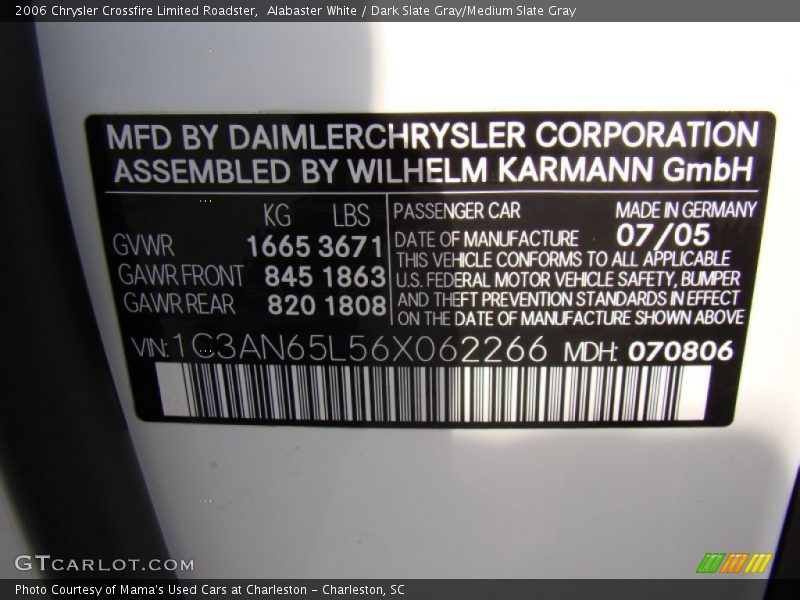 2006 Chrysler Crossfire Limited Roadster,  Alabaster White / Dark Slate Gray/Medium Slate Gray
MFD BY DAIMLERCHRYSLER CORPORATION
ASSEMBLED BY WILHELM KARMANN GmbH
KG LBS
GVWR 1665 3671
GAWR FRONT 845 1863
GAWR REAR 820 1808
PASSENGER CAR MADE IN GERMANY
DATE OF MANUFACTURE 07/05
THIS VEHICLE CONFORMS TO ALL APPLICABLE
U.S. FEDERAL MOTOR VEHICLE SAFETY, BUMPER
AND THEFT PREVENTION STANDARDS IN EFFECT
ON THE DATE OF MANUFACTURE SHOWN ABOVE
VIN: 1C3AN65L56X062266 MDH: 070806
GTCARLOT.COM
Photo Courtesy of Mama's Used Cars at Charleston - Charleston, SC